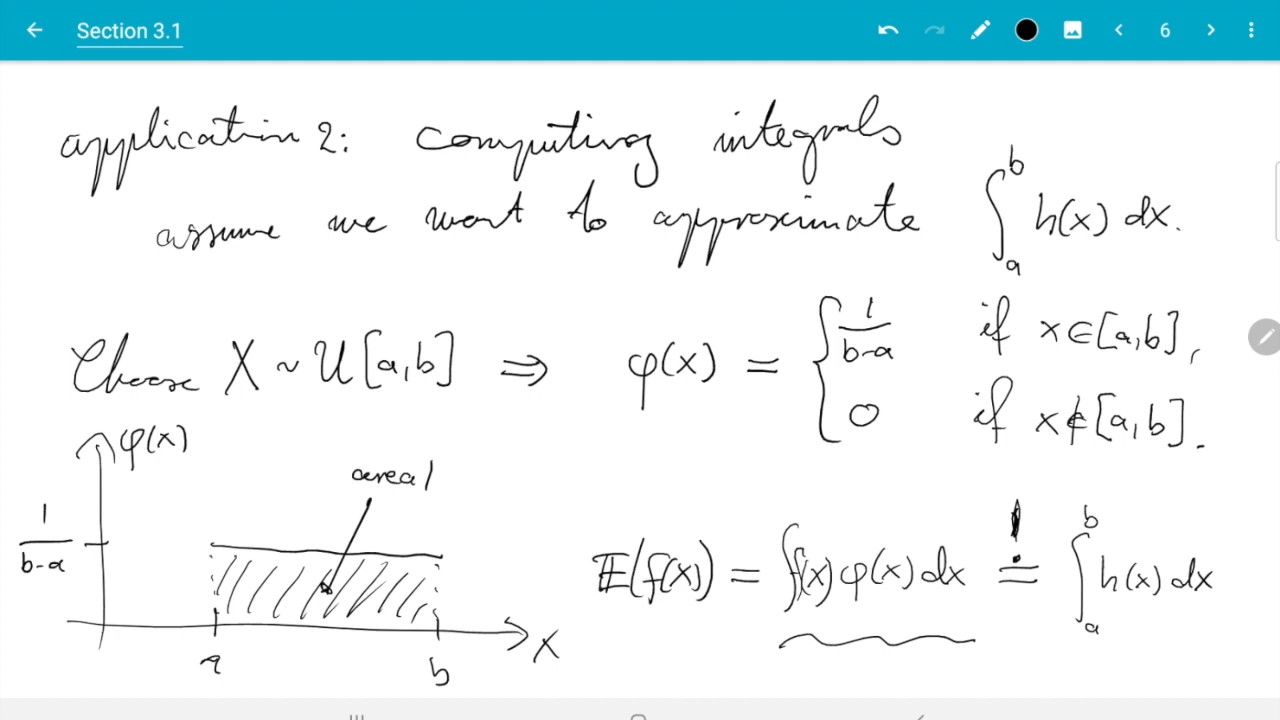 Section 3.1
6
application 2: computing integrals
assume we want to approximate ∫_a^b h(x) dx.
Choose X ~ U[a,b] ⇒ φ(x) = { 1/(b-a) if x∈[a,b], 0 if x∉[a,b].
φ(x)
area 1
1/(b-a)
a b x
E(f(X)) = ∫f(x) φ(x) dx =! ∫_a^b h(x) dx